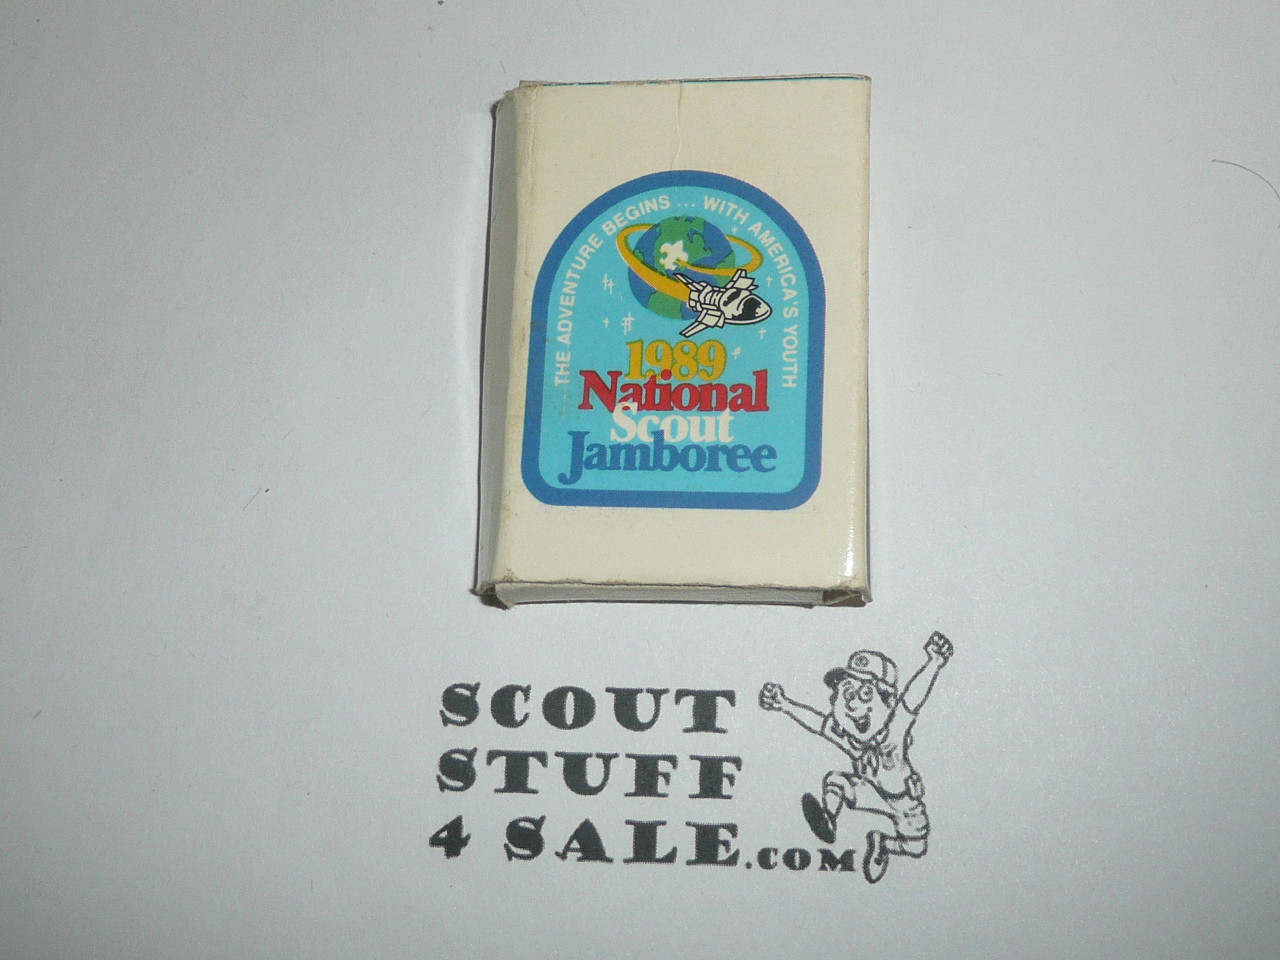 THE ADVENTURE BEGINS ... WITH AMERICA'S YOUTH
1989
National
Scout
Jamboree
SCOUT
STUFF
4 SALE.COM